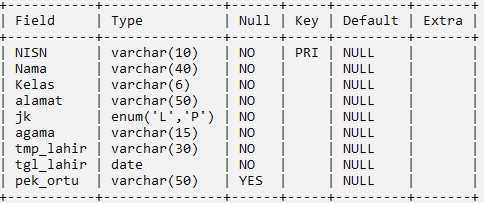 +-----------+---------------+------+-----+---------+-------+
| Field     | Type          | Null | Key | Default | Extra |
+-----------+---------------+------+-----+---------+-------+
| NISN      | varchar(10)   | NO   | PRI | NULL    |       |
| Nama      | varchar(40)   | NO   |     | NULL    |       |
| Kelas     | varchar(6)    | NO   |     | NULL    |       |
| alamat    | varchar(50)   | NO   |     | NULL    |       |
| jk        | enum('L','P') | NO   |     | NULL    |       |
| agama     | varchar(15)   | NO   |     | NULL    |       |
| tmp_lahir | varchar(30)   | NO   |     | NULL    |       |
| tgl_lahir | date          | NO   |     | NULL    |       |
| pek_ortu  | varchar(50)   | YES  |     | NULL    |       |
+-----------+---------------+------+-----+---------+-------+